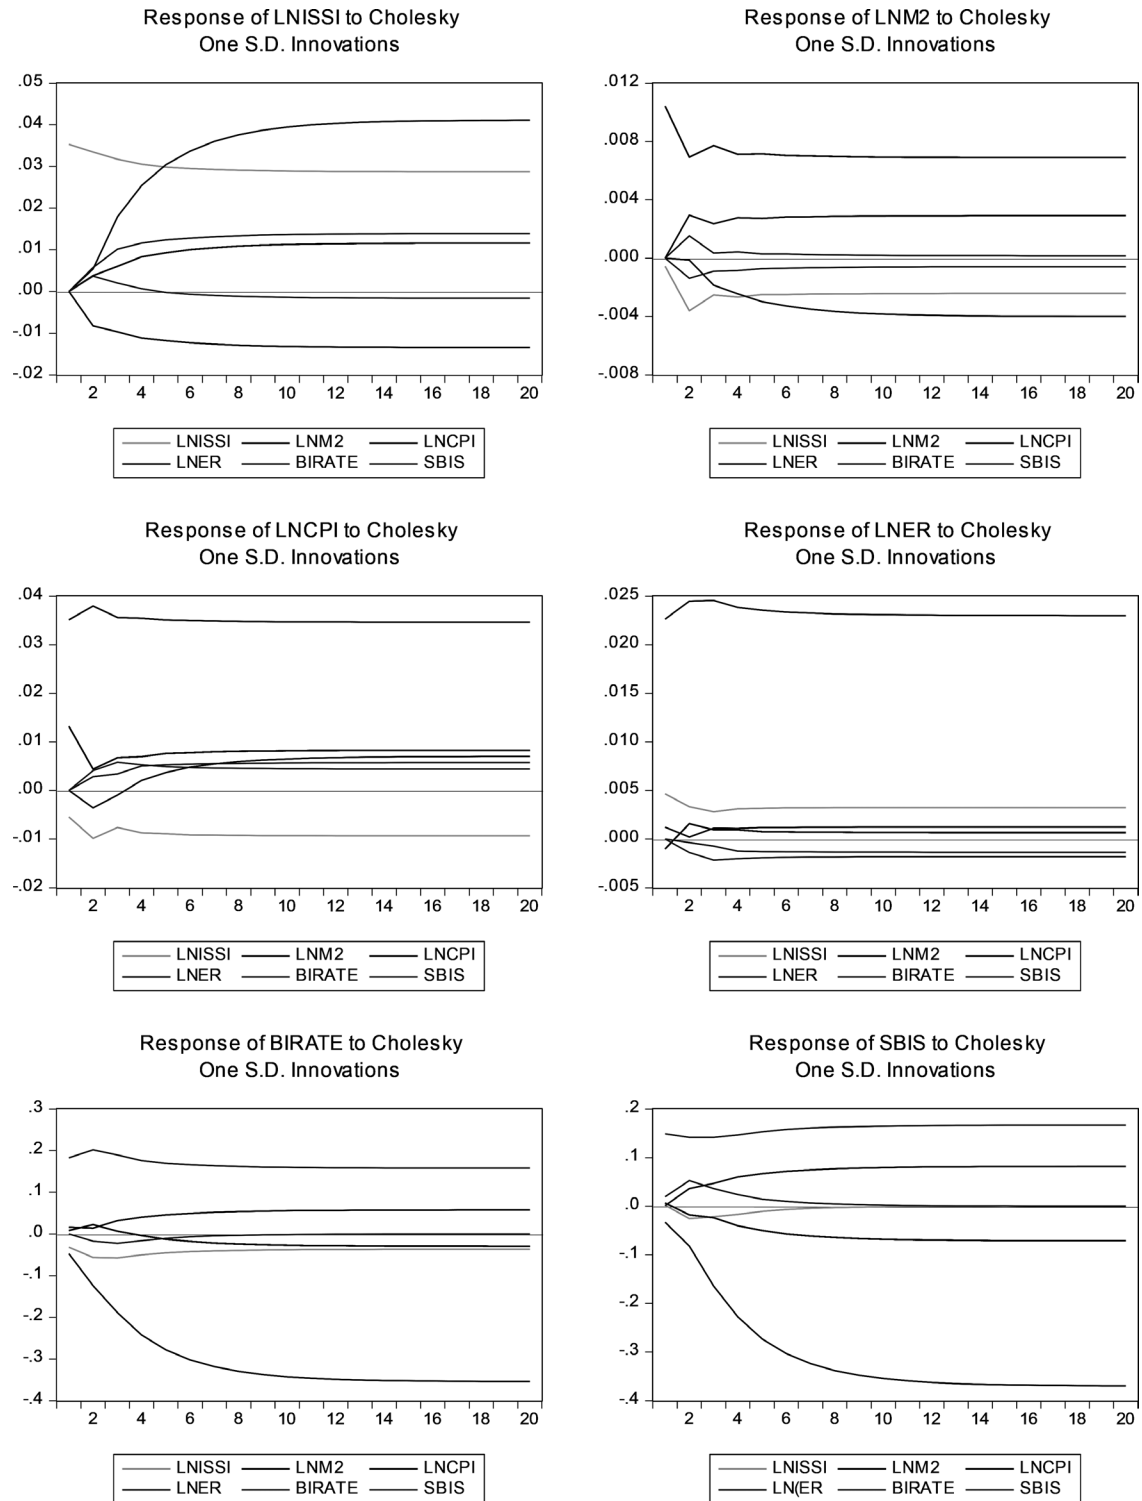 Response of LNISSI to Cholesky
One S.D. Innovations
.05
.04
.03
.02
.01
.00
-.01
-.02
2 4 6 8 10 12 14 16 18 20
LNISSI LNM2 LNCPI
LNER BIRATE SBIS
Response of LNM2 to Cholesky
One S.D. Innovations
.012
.008
.004
.000
-.004
-.008
2 4 6 8 10 12 14 16 18 20
LNISSI LNM2 LNCPI
LNER BIRATE SBIS
Response of LNCPI to Cholesky
One S.D. Innovations
.04
.03
.02
.01
.00
-.01
-.02
2 4 6 8 10 12 14 16 18 20
LNISSI LNM2 LNCPI
LNER BIRATE SBIS
Response of LNER to Cholesky
One S.D. Innovations
.025
.020
.015
.010
.005
.000
-.005
2 4 6 8 10 12 14 16 18 20
LNISSI LNM2 LNCPI
LNER BIRATE SBIS
Response of BIRATE to Cholesky
One S.D. Innovations
.3
.2
.1
.0
-.1
-.2
-.3
-.4
2 4 6 8 10 12 14 16 18 20
LNISSI LNM2 LNCPI
LNER BIRATE SBIS
Response of SBIS to Cholesky
One S.D. Innovations
.2
.1
.0
-.1
-.2
-.3
-.4
2 4 6 8 10 12 14 16 18 20
LNISSI LNM2 LNCPI
LN(ER BIRATE SBIS